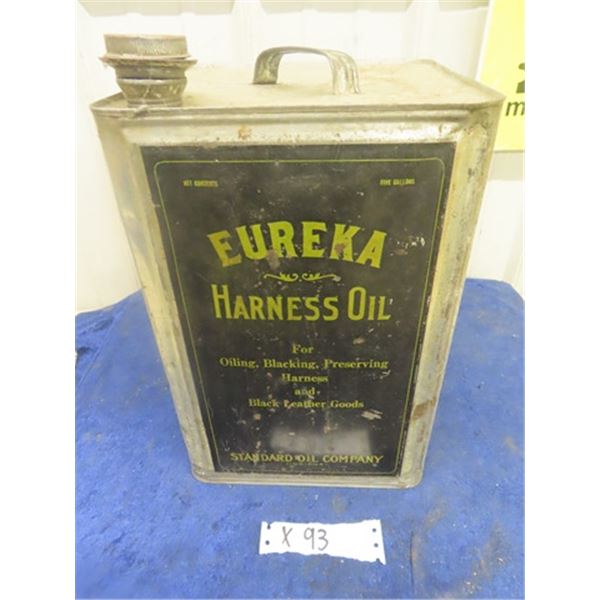 NET CONTENTS FIVE GALLONS
EUREKA
HARNESS OIL
For
Oiling, Blacking, Preserving
Harness
and
Black Leather Goods
STANDARD OIL COMPANY
X 93
m